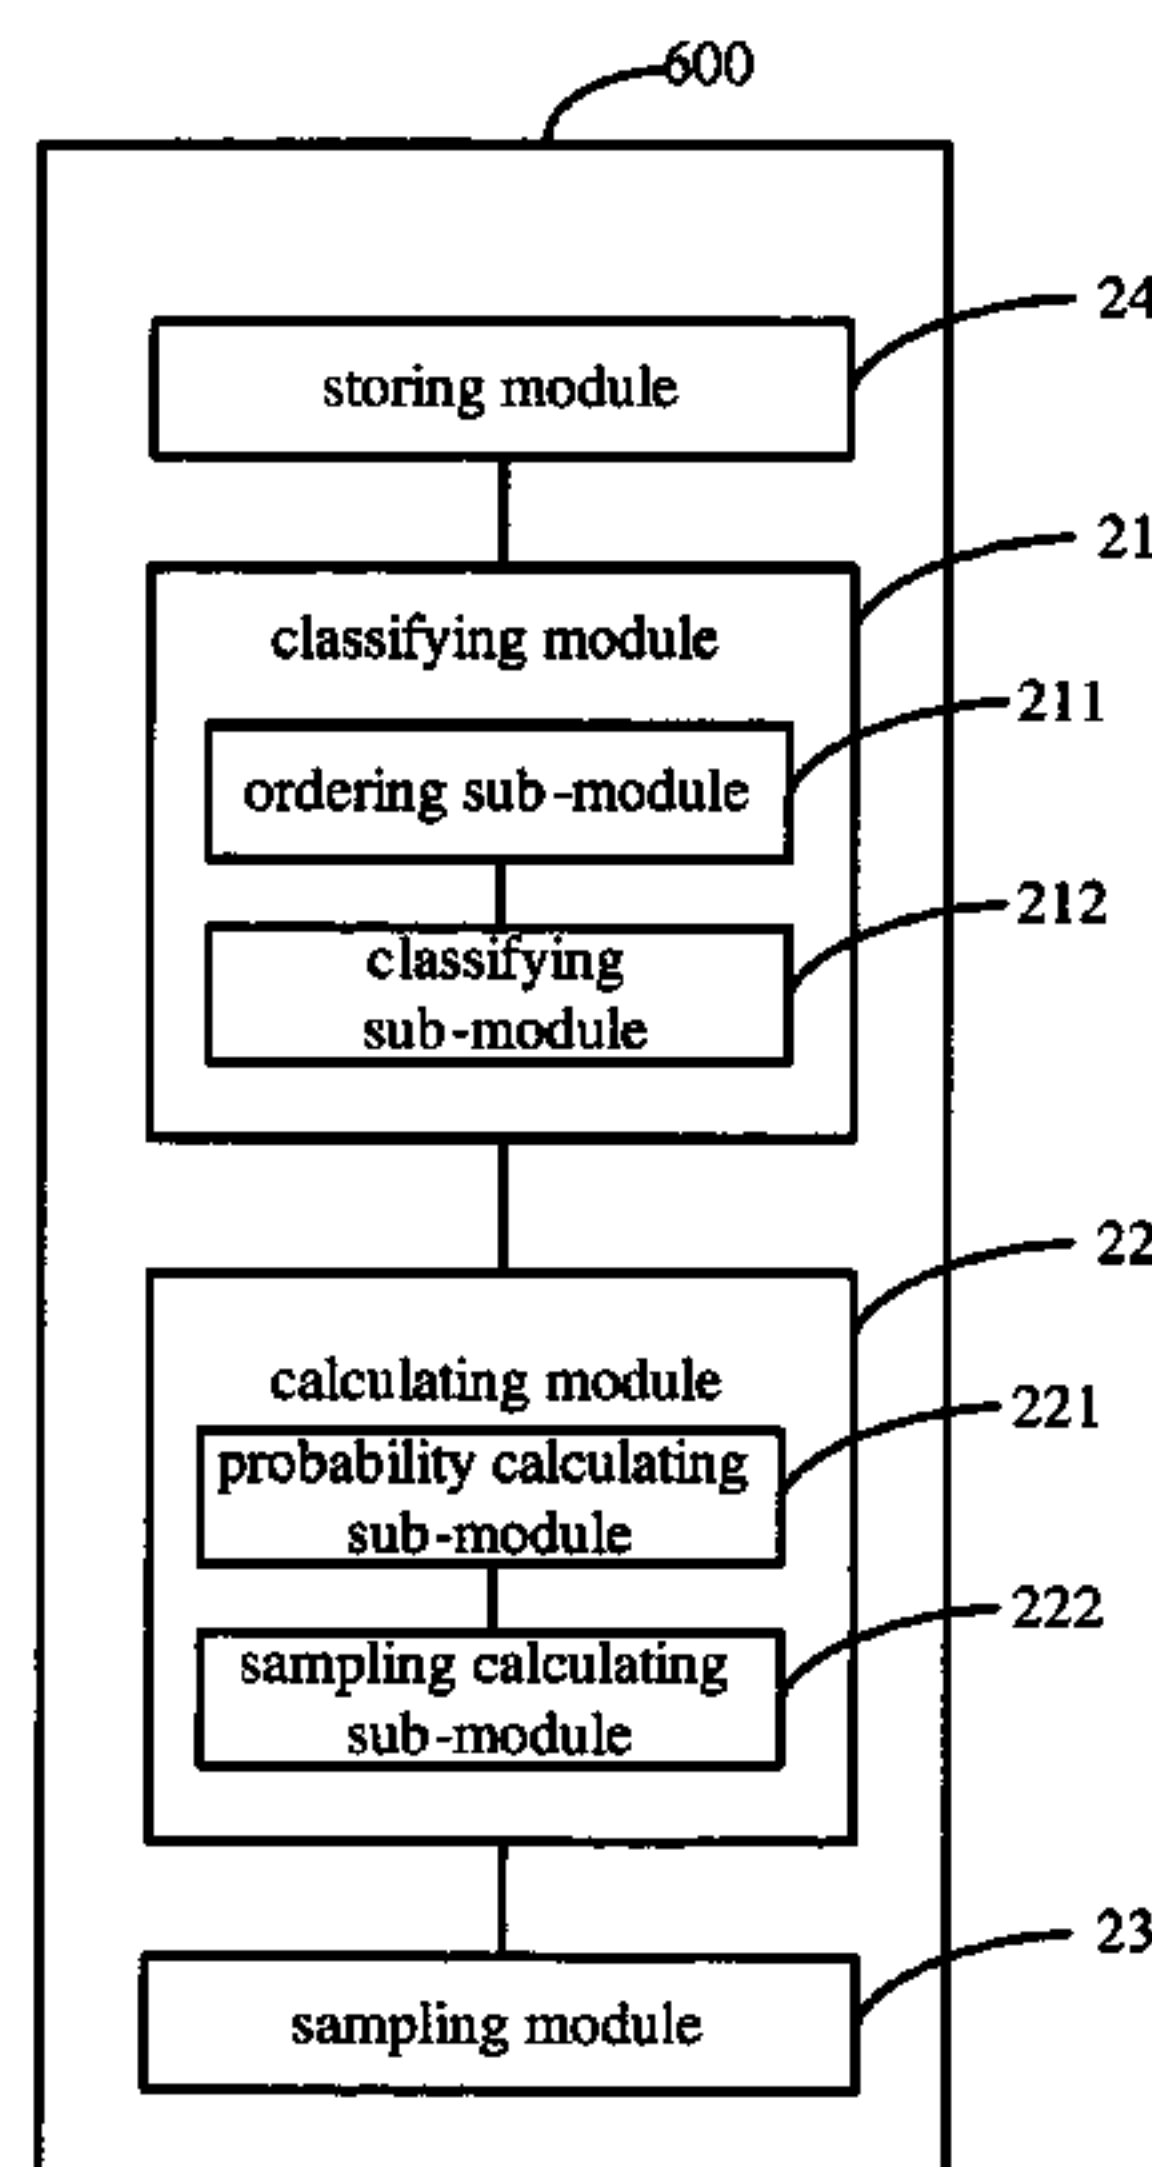 600
24
storing module
21
classifying module
211
ordering sub-module
212
classifying
sub-module
22
calculating module
221
probability calculating
sub-module
222
sampling calculating
sub-module
23
sampling module